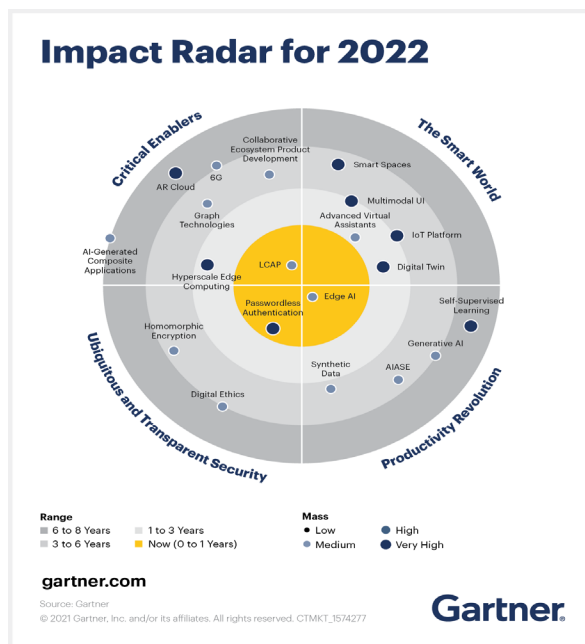 Impact Radar for 2022
Critical Enablers
The Smart World
Collaborative
Ecosystem Product
Development
6G
AR Cloud
Smart Spaces
Graph
Technologies
Multimodal UI
Advanced Virtual
Assistants
IoT Platform
AI-Generated
Composite
Applications
LCAP
Hyperscale Edge
Computing
Digital Twin
Edge AI
Passwordless
Authentication
Self-Supervised
Learning
Homomorphic
Encryption
Generative AI
Synthetic
Data
AIASE
Digital Ethics
Ubiquitous and Transparent Security
Productivity Revolution
Range
6 to 8 Years
1 to 3 Years
3 to 6 Years
Now (0 to 1 Years)
Mass
Low
High
Medium
Very High
gartner.com
Source: Gartner
© 2021 Gartner, Inc. and/or its affiliates. All rights reserved. CTMKT_1574277
Gartner®